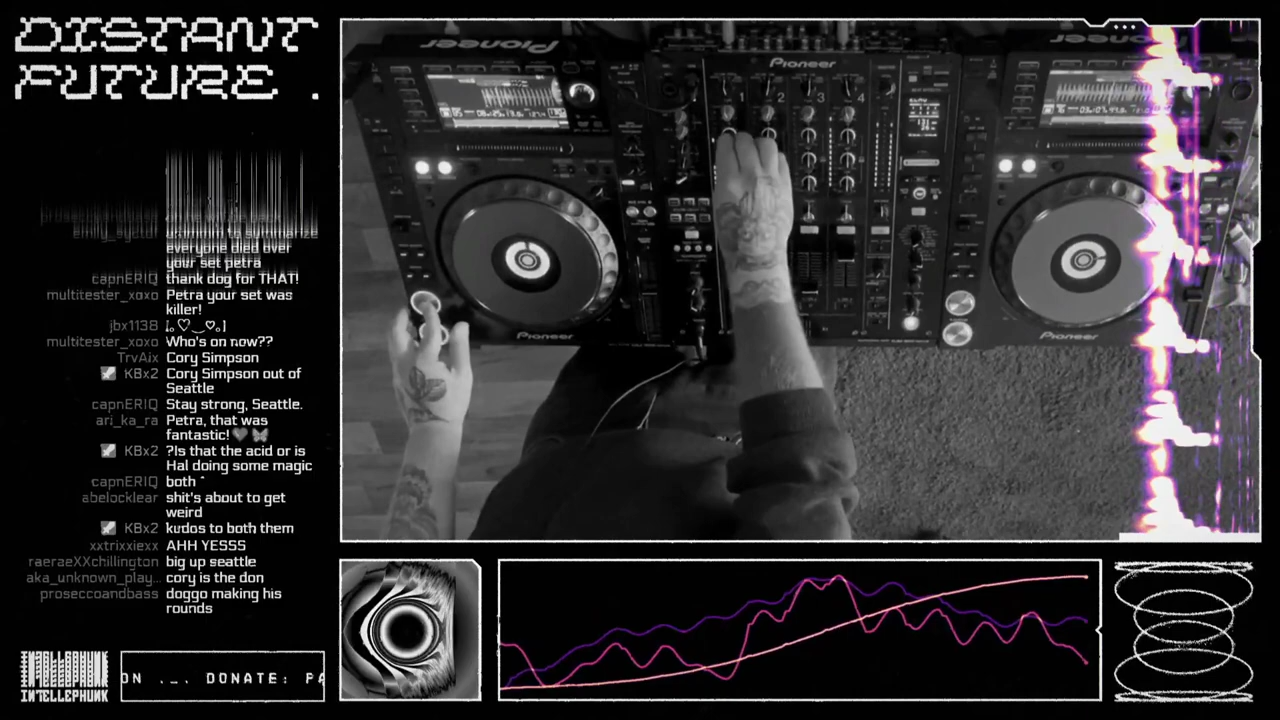 DISTANT
FUTURE .
everyone died over
your set petra
capnERIQ thank dog for THAT!
multitester_xoxo Petra your set was
killer!
jbx1138 [｡♡‿♡｡]
multitester_xoxo Who's on now??
TrvAix Cory Simpson
KBx2 Cory Simpson out of
Seattle
capnERIQ Stay strong, Seattle.
ari_ka_ra Petra, that was
fantastic!
KBx2 ?Is that the acid or is
Hal doing some magic
capnERIQ both ^
abelocklear shit's about to get
weird
KBx2 kudos to both them
xxtrixxiexx AHH YESSS
raeraeXXchillington big up seattle
aka_unknown_play... cory is the don
proseccoandbass doggo making his
rounds
INTELLEPHUNK
ON ._. DONATE: PA
Pioneer
Pioneer
Pioneer
1 2 3 4
Pioneer
Pioneer